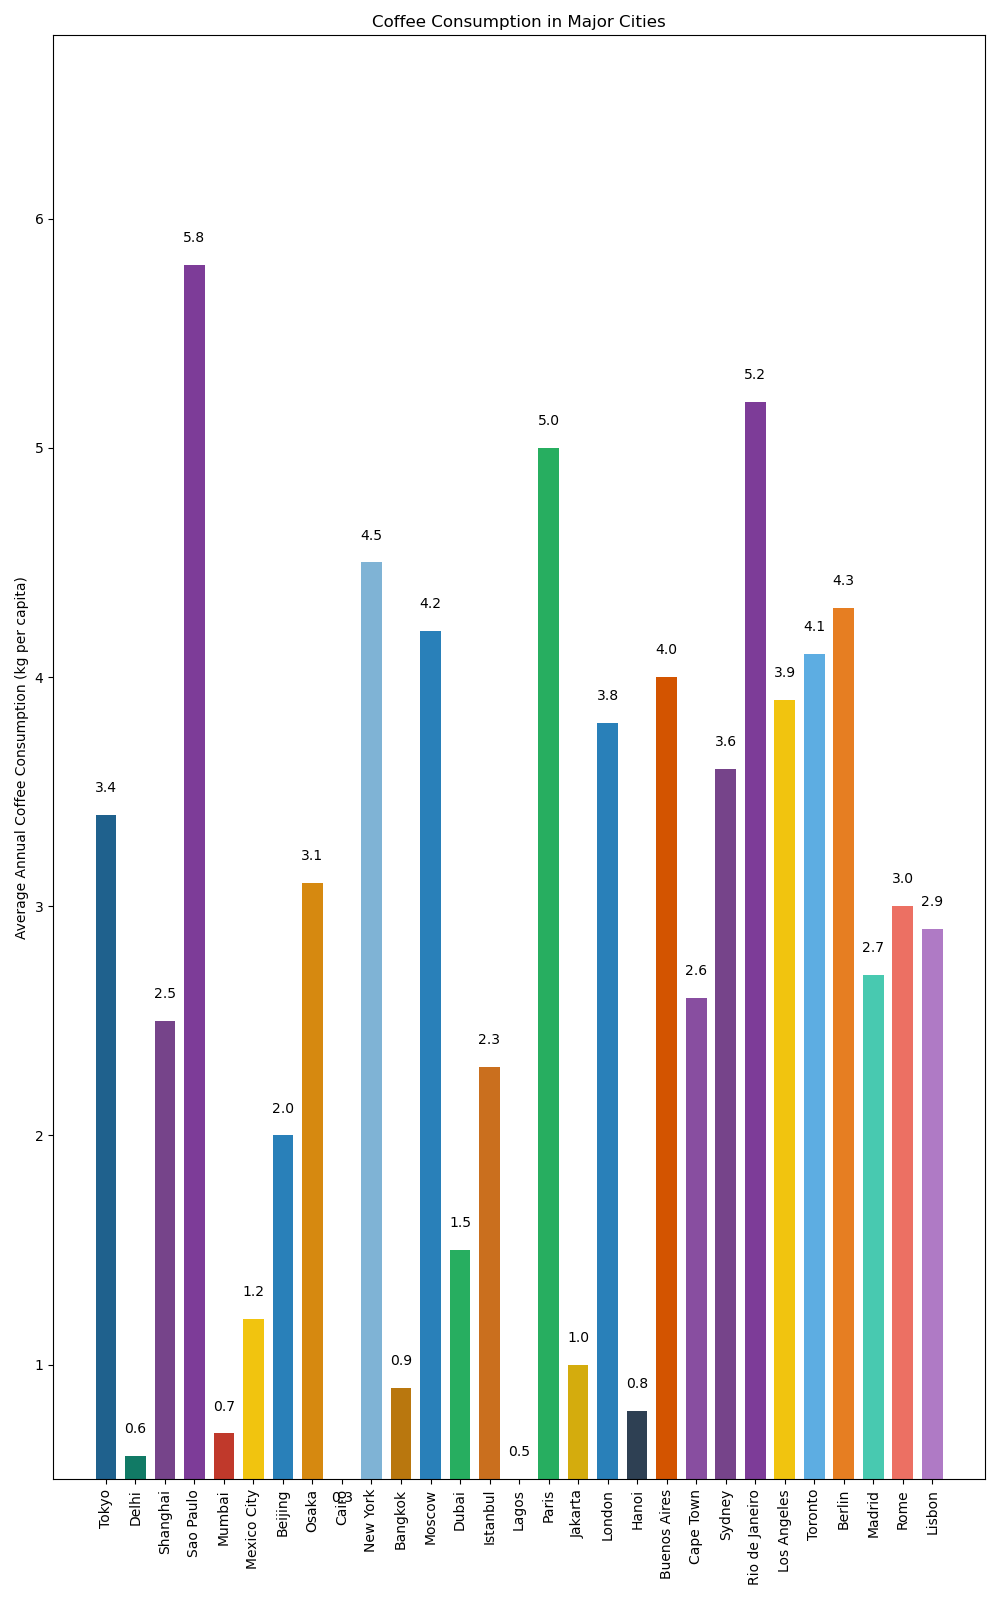 Coffee Consumption in Major Cities
Average Annual Coffee Consumption (kg per capita)
6
5
4
3
2
1
3.4
0.6
2.5
5.8
0.7
1.2
2.0
3.1
0.3
4.5
0.9
4.2
1.5
2.3
0.5
5.0
1.0
3.8
0.8
4.0
2.6
3.6
5.2
3.9
4.1
4.3
2.7
3.0
2.9
Tokyo
Delhi
Shanghai
Sao Paulo
Mumbai
Mexico City
Beijing
Osaka
Cairo
New York
Bangkok
Moscow
Dubai
Istanbul
Lagos
Paris
Jakarta
London
Hanoi
Buenos Aires
Cape Town
Sydney
Rio de Janeiro
Los Angeles
Toronto
Berlin
Madrid
Rome
Lisbon